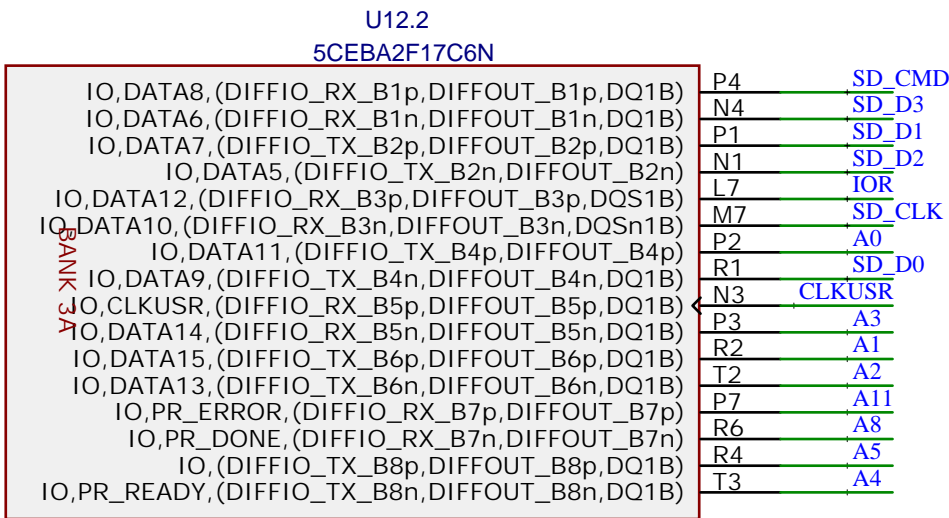 U12.2
5CEBA2F17C6N
IO,DATA8,(DIFFIO_RX_B1p,DIFFOUT_B1p,DQ1B) P4 SD_CMD
IO,DATA6,(DIFFIO_RX_B1n,DIFFOUT_B1n,DQ1B) N4 SD_D3
IO,DATA7,(DIFFIO_TX_B2p,DIFFOUT_B2p,DQ1B) P1 SD_D1
IO,DATA5,(DIFFIO_TX_B2n,DIFFOUT_B2n) N1 SD_D2
IO,DATA12,(DIFFIO_RX_B3p,DIFFOUT_B3p,DQS1B) L7 IOR
IO,DATA10,(DIFFIO_RX_B3n,DIFFOUT_B3n,DQSn1B) M7 SD_CLK
IO,DATA11,(DIFFIO_TX_B4p,DIFFOUT_B4p) P2 A0
IO,DATA9,(DIFFIO_TX_B4n,DIFFOUT_B4n,DQ1B) R1 SD_D0
IO,CLKUSR,(DIFFIO_RX_B5p,DIFFOUT_B5p,DQ1B) N3 CLKUSR
IO,DATA14,(DIFFIO_RX_B5n,DIFFOUT_B5n,DQ1B) P3 A3
IO,DATA15,(DIFFIO_TX_B6p,DIFFOUT_B6p,DQ1B) R2 A1
IO,DATA13,(DIFFIO_TX_B6n,DIFFOUT_B6n,DQ1B) T2 A2
IO,PR_ERROR,(DIFFIO_RX_B7p,DIFFOUT_B7p) P7 A11
IO,PR_DONE,(DIFFIO_RX_B7n,DIFFOUT_B7n) R6 A8
IO,(DIFFIO_TX_B8p,DIFFOUT_B8p,DQ1B) R4 A5
IO,PR_READY,(DIFFIO_TX_B8n,DIFFOUT_B8n,DQ1B) T3 A4
BANK 3A